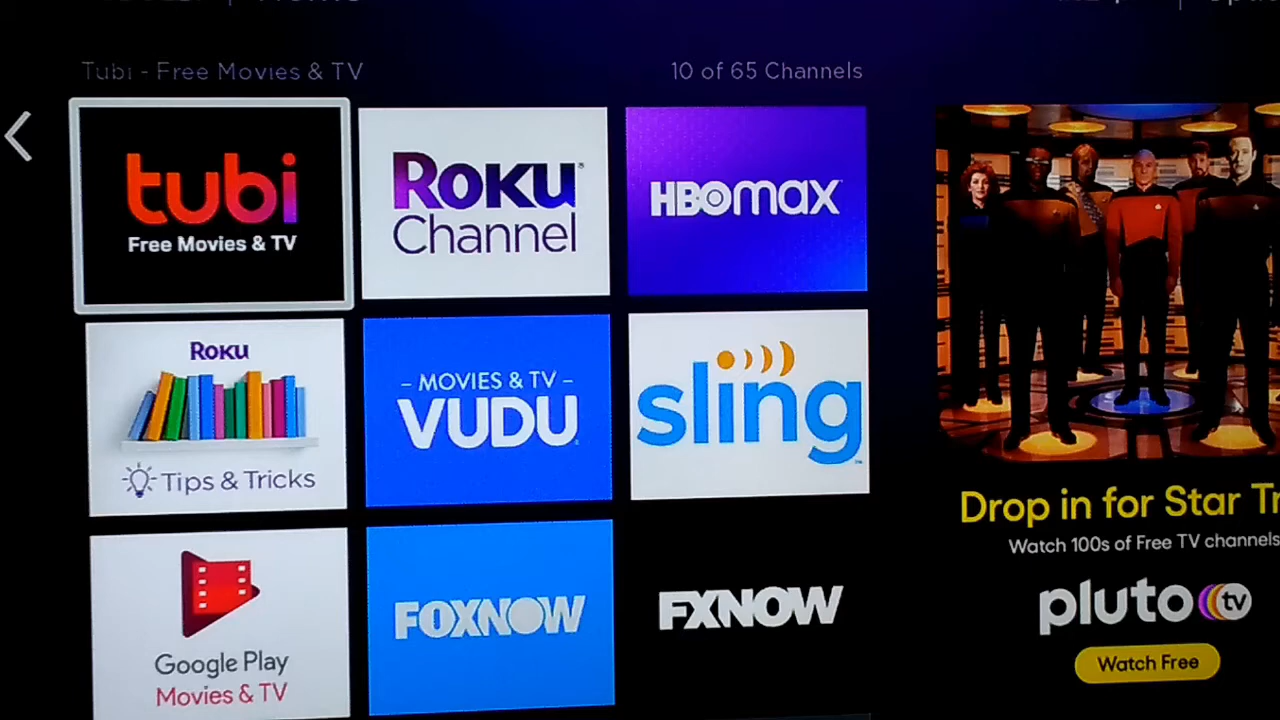 Tubi - Free Movies & TV
10 of 65 Channels
tubi
Free Movies & TV
ROKU
Channel
HBOmax
ROKU
Tips & Tricks
- MOVIES & TV -
VUDU
sling
Google Play
Movies & TV
FOXNOW
FXNOW
Drop in for Star Tr
Watch 100s of Free TV channels
pluto tv
Watch Free